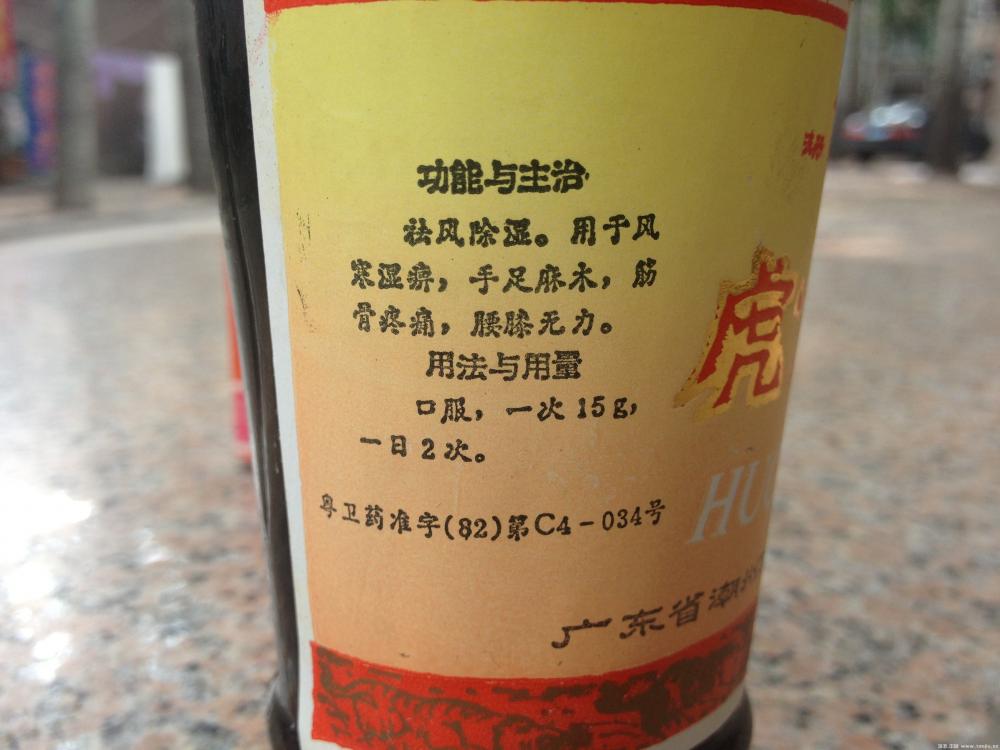 功能与主治
祛风除湿。用于风
寒湿痹，手足麻木，筋
骨疼痛，腰膝无力。
用法与用量
口服，一次15g，
一日2次。
粤卫药准字(82)第C4-034号
虎
HU
广东省潮州